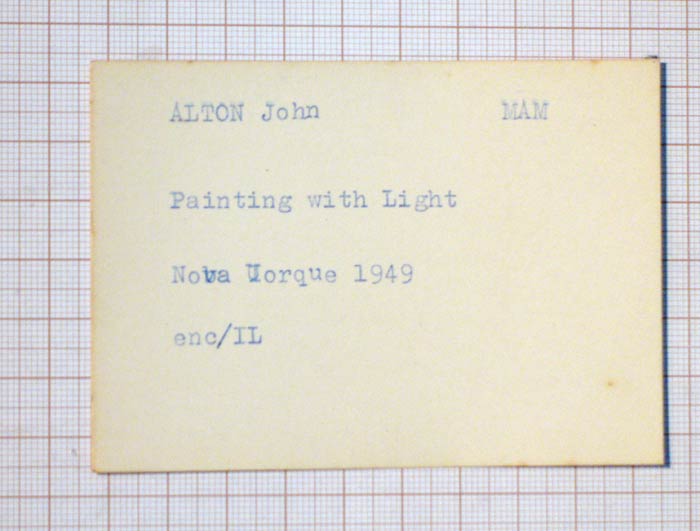 ALTON John MAM
Painting with Light
Nova Iorque 1949
enc/IL